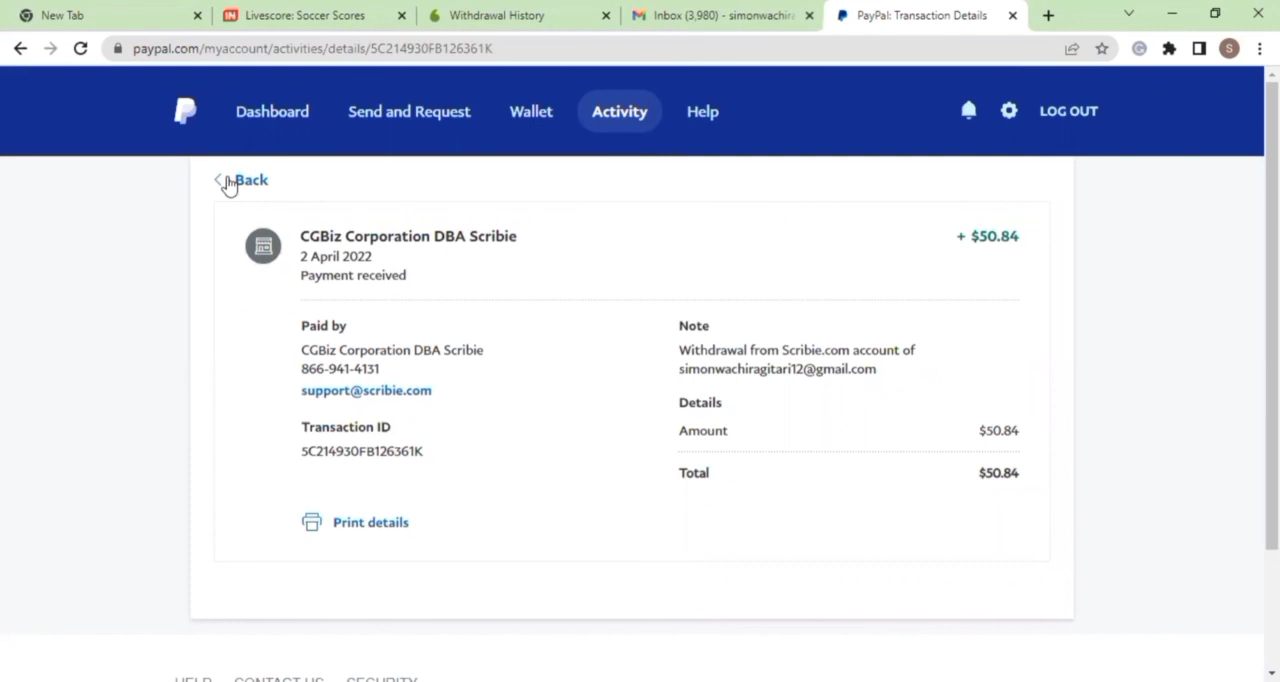 New Tab
Livescore: Soccer Scores
Withdrawal History
Inbox (3,980) - simonwachira
PayPal: Transaction Details
paypal.com/myaccount/activities/details/5C214930FB126361K
S
Dashboard
Send and Request
Wallet
Activity
Help
LOG OUT
Back
CGBiz Corporation DBA Scribie
+ $50.84
2 April 2022
Payment received
Paid by
CGBiz Corporation DBA Scribie
866-941-4131
support@scribie.com
Transaction ID
5C214930FB126361K
Print details
Note
Withdrawal from Scribie.com account of
simonwachiragitari12@gmail.com
Details
Amount $50.84
Total $50.84
HELP CONTACT US SECURITY